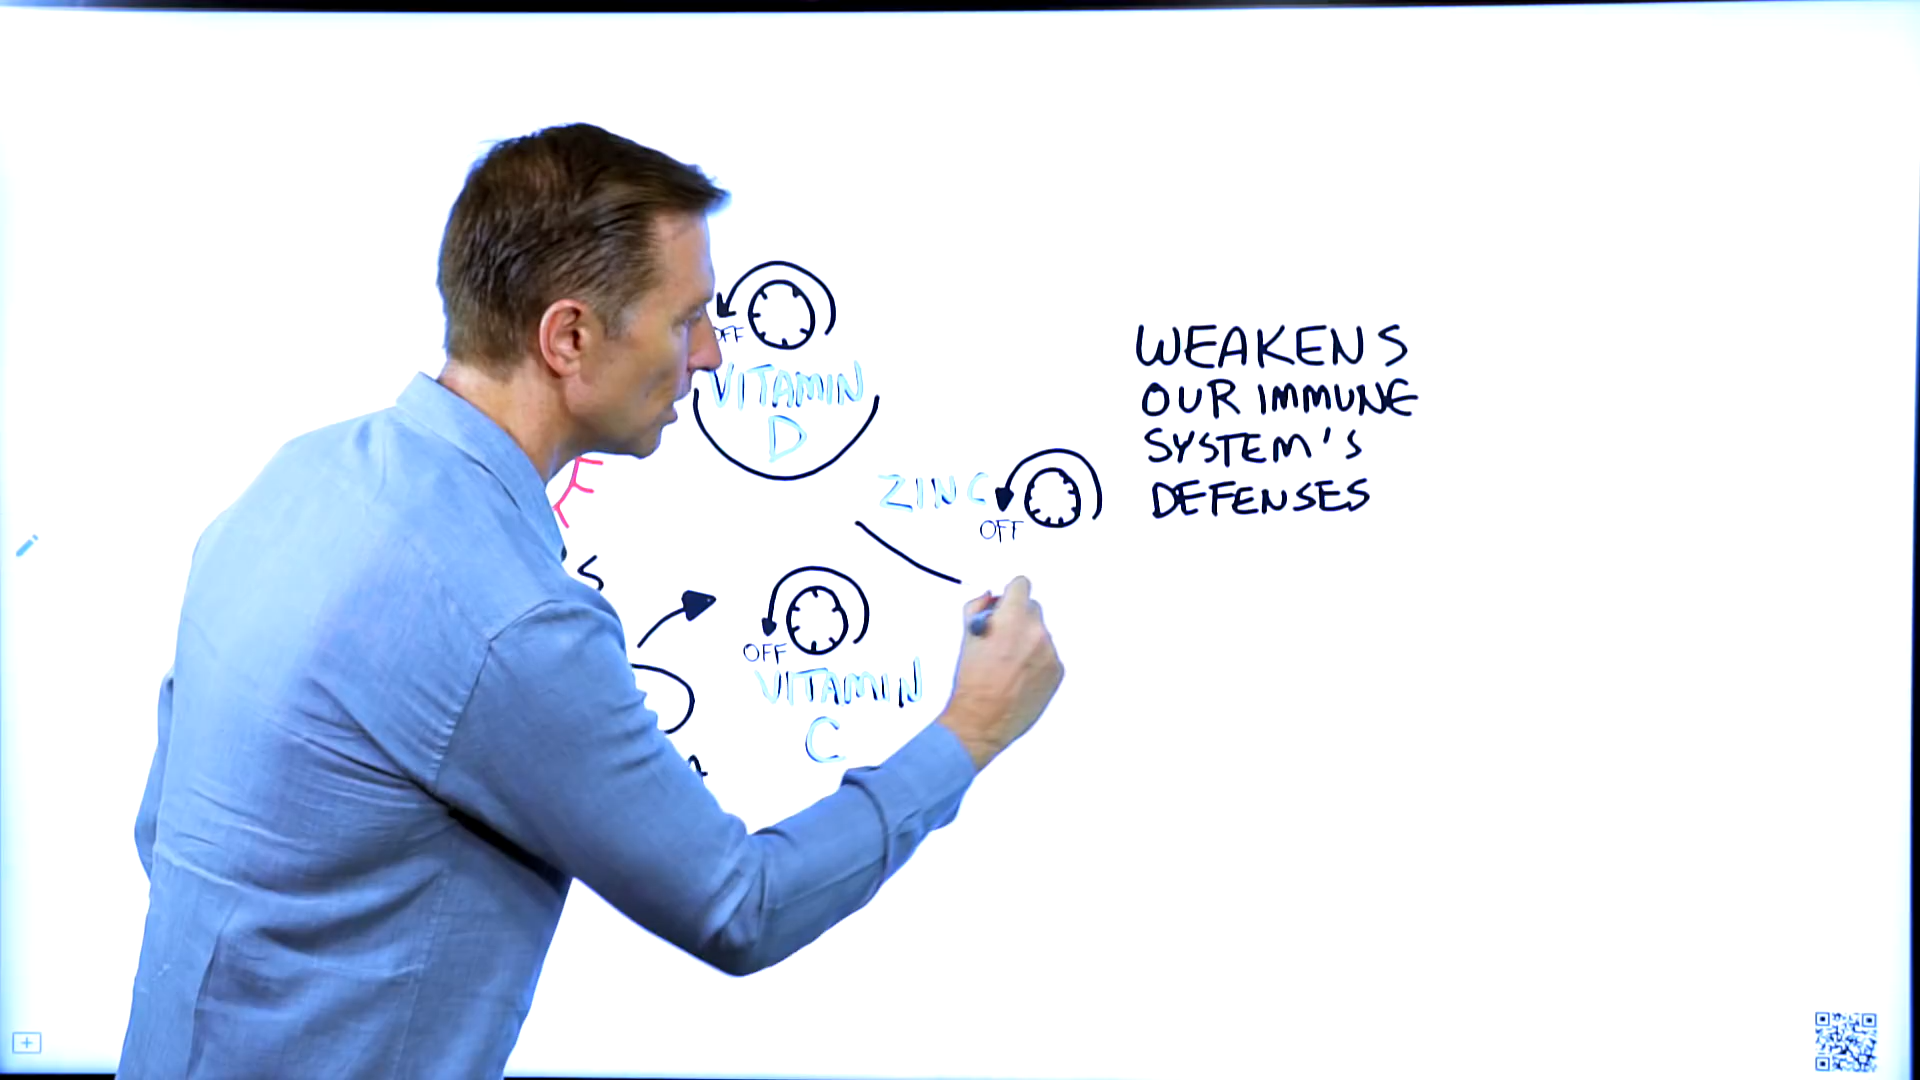 OFF
VITAMIN
D
ZINC
OFF
OFF
VITAMIN
C
WEAKENS
OUR IMMUNE
SYSTEM'S
DEFENSES